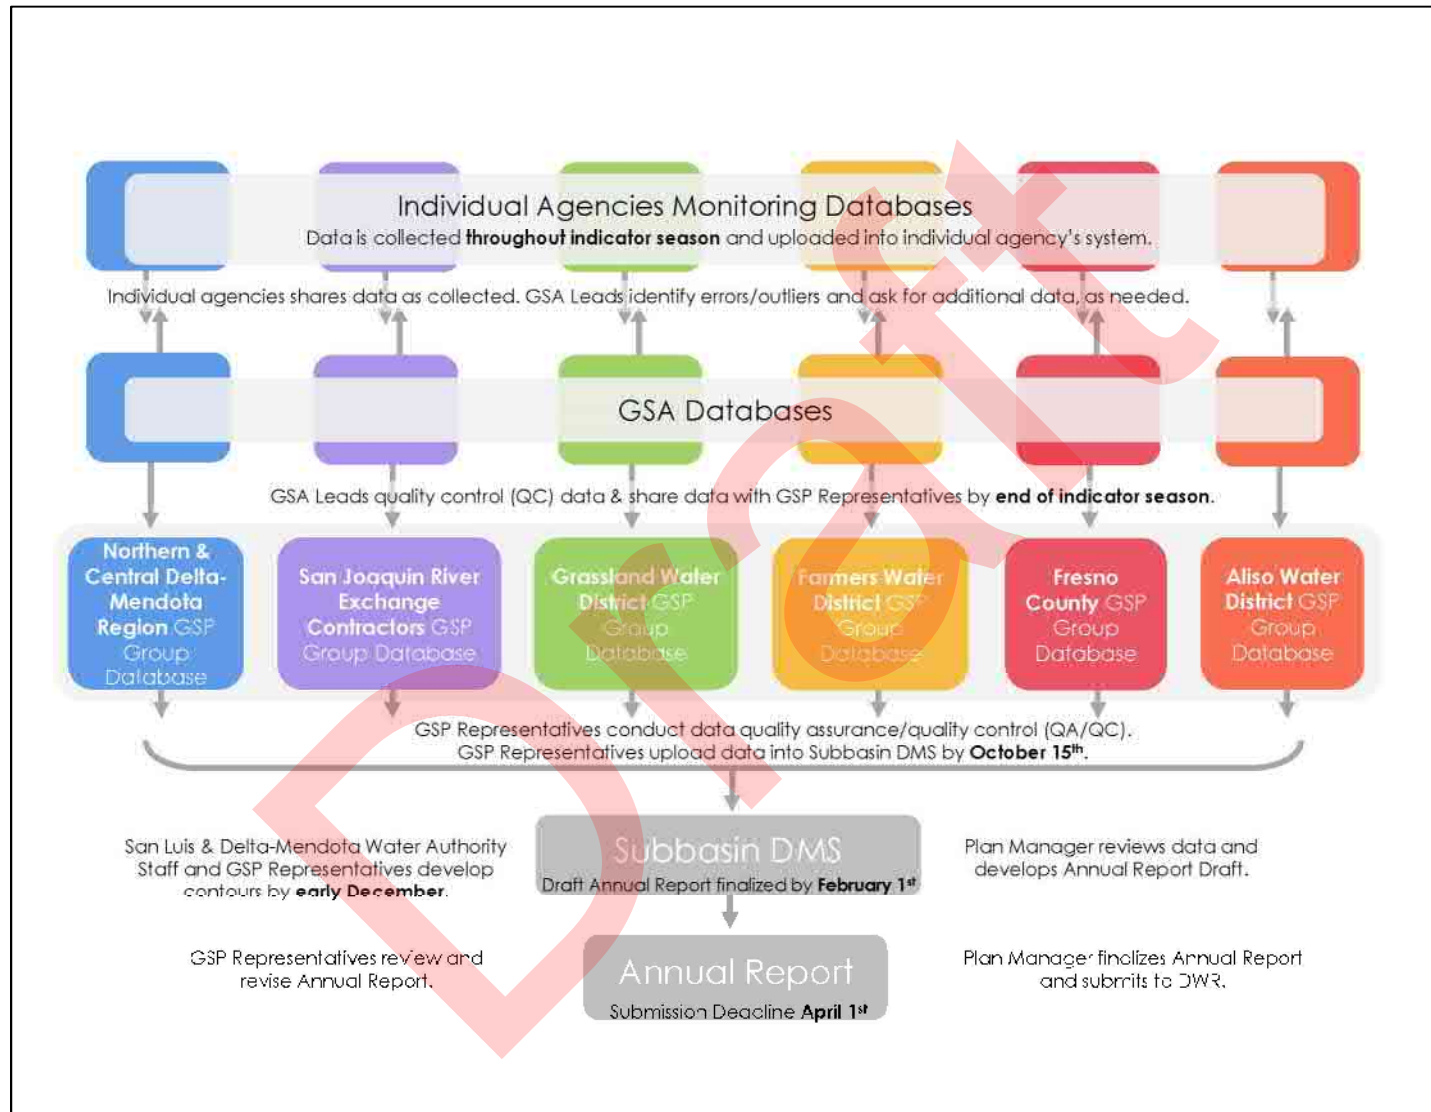 Individual Agencies Monitoring Databases
Data is collected throughout indicator season and uploaded into individual agency's system.
Individual agencies shares data as collected. GSA Leads identify errors/outliers and ask for additional data, as needed.
GSA Databases
GSA Leads quality control (QC) data & share data with GSP Representatives by end of indicator season.
Northern &
Central Delta-
Mendota
Region GSP
Group
Database
San Joaquin River
Exchange
Contractors GSP
Group Database
Grassland Water
District GSP
Group
Database
Farmers Water
District GSP
Group
Database
Fresno
County GSP
Group
Database
Aliso Water
District GSP
Group
Database
GSP Representatives conduct data quality assurance/quality control (QA/QC).
GSP Representatives upload data into Subbasin DMS by October 15th.
San Luis & Delta-Mendota Water Authority
Staff and GSP Representatives develop
contours by early December.
Subbasin DMS
Draft Annual Report finalized by February 1st
Plan Manager reviews data and
develops Annual Report Draft.
GSP Representatives review and
revise Annual Report.
Annual Report
Submission Deadline April 1st
Plan Manager finalizes Annual Report
and submits to DWR.
Draft